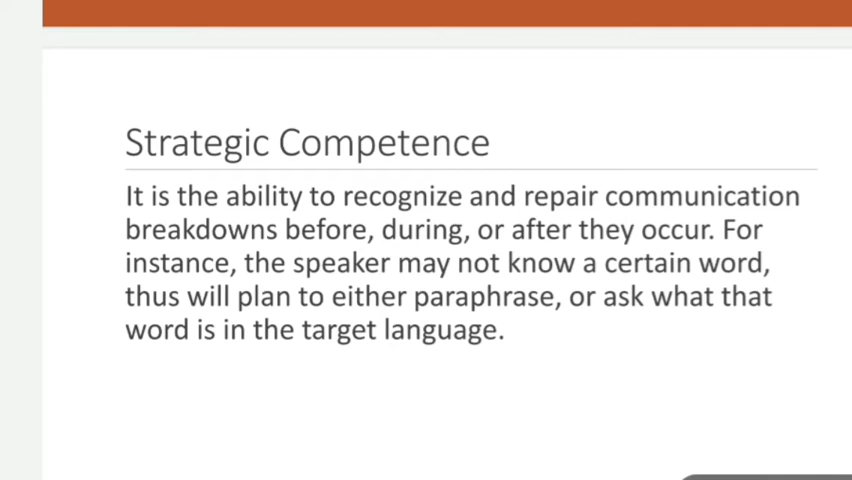 Strategic Competence
It is the ability to recognize and repair communication
breakdowns before, during, or after they occur. For
instance, the speaker may not know a certain word,
thus will plan to either paraphrase, or ask what that
word is in the target language.